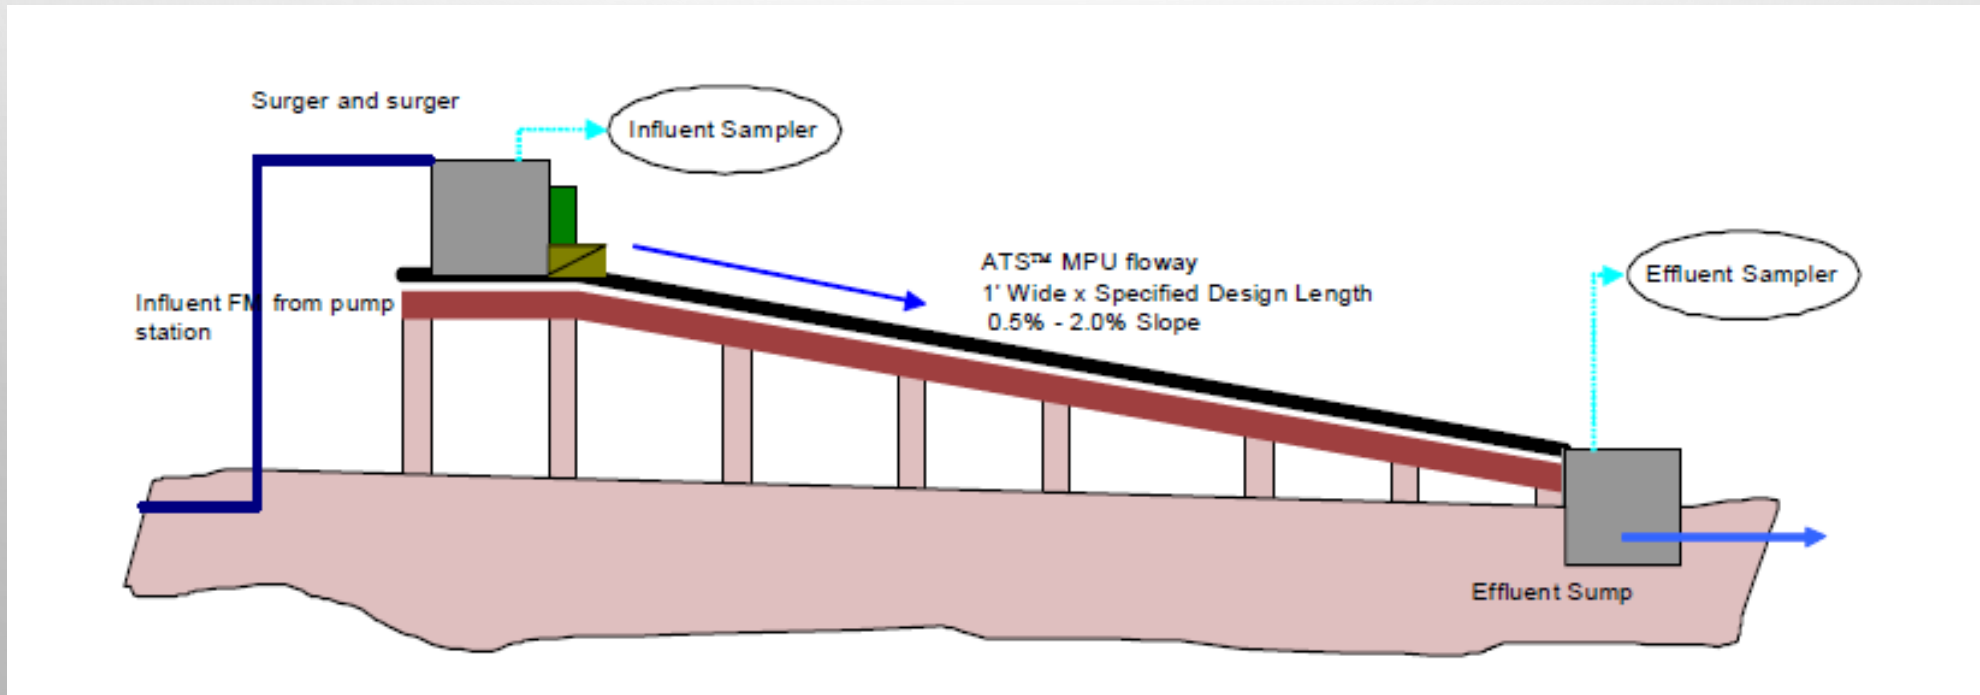 Surger and surger
Influent Sampler
ATS™ MPU floway
1' Wide x Specified Design Length
0.5% - 2.0% Slope
Effluent Sampler
Influent FM from pump
station
Effluent Sump